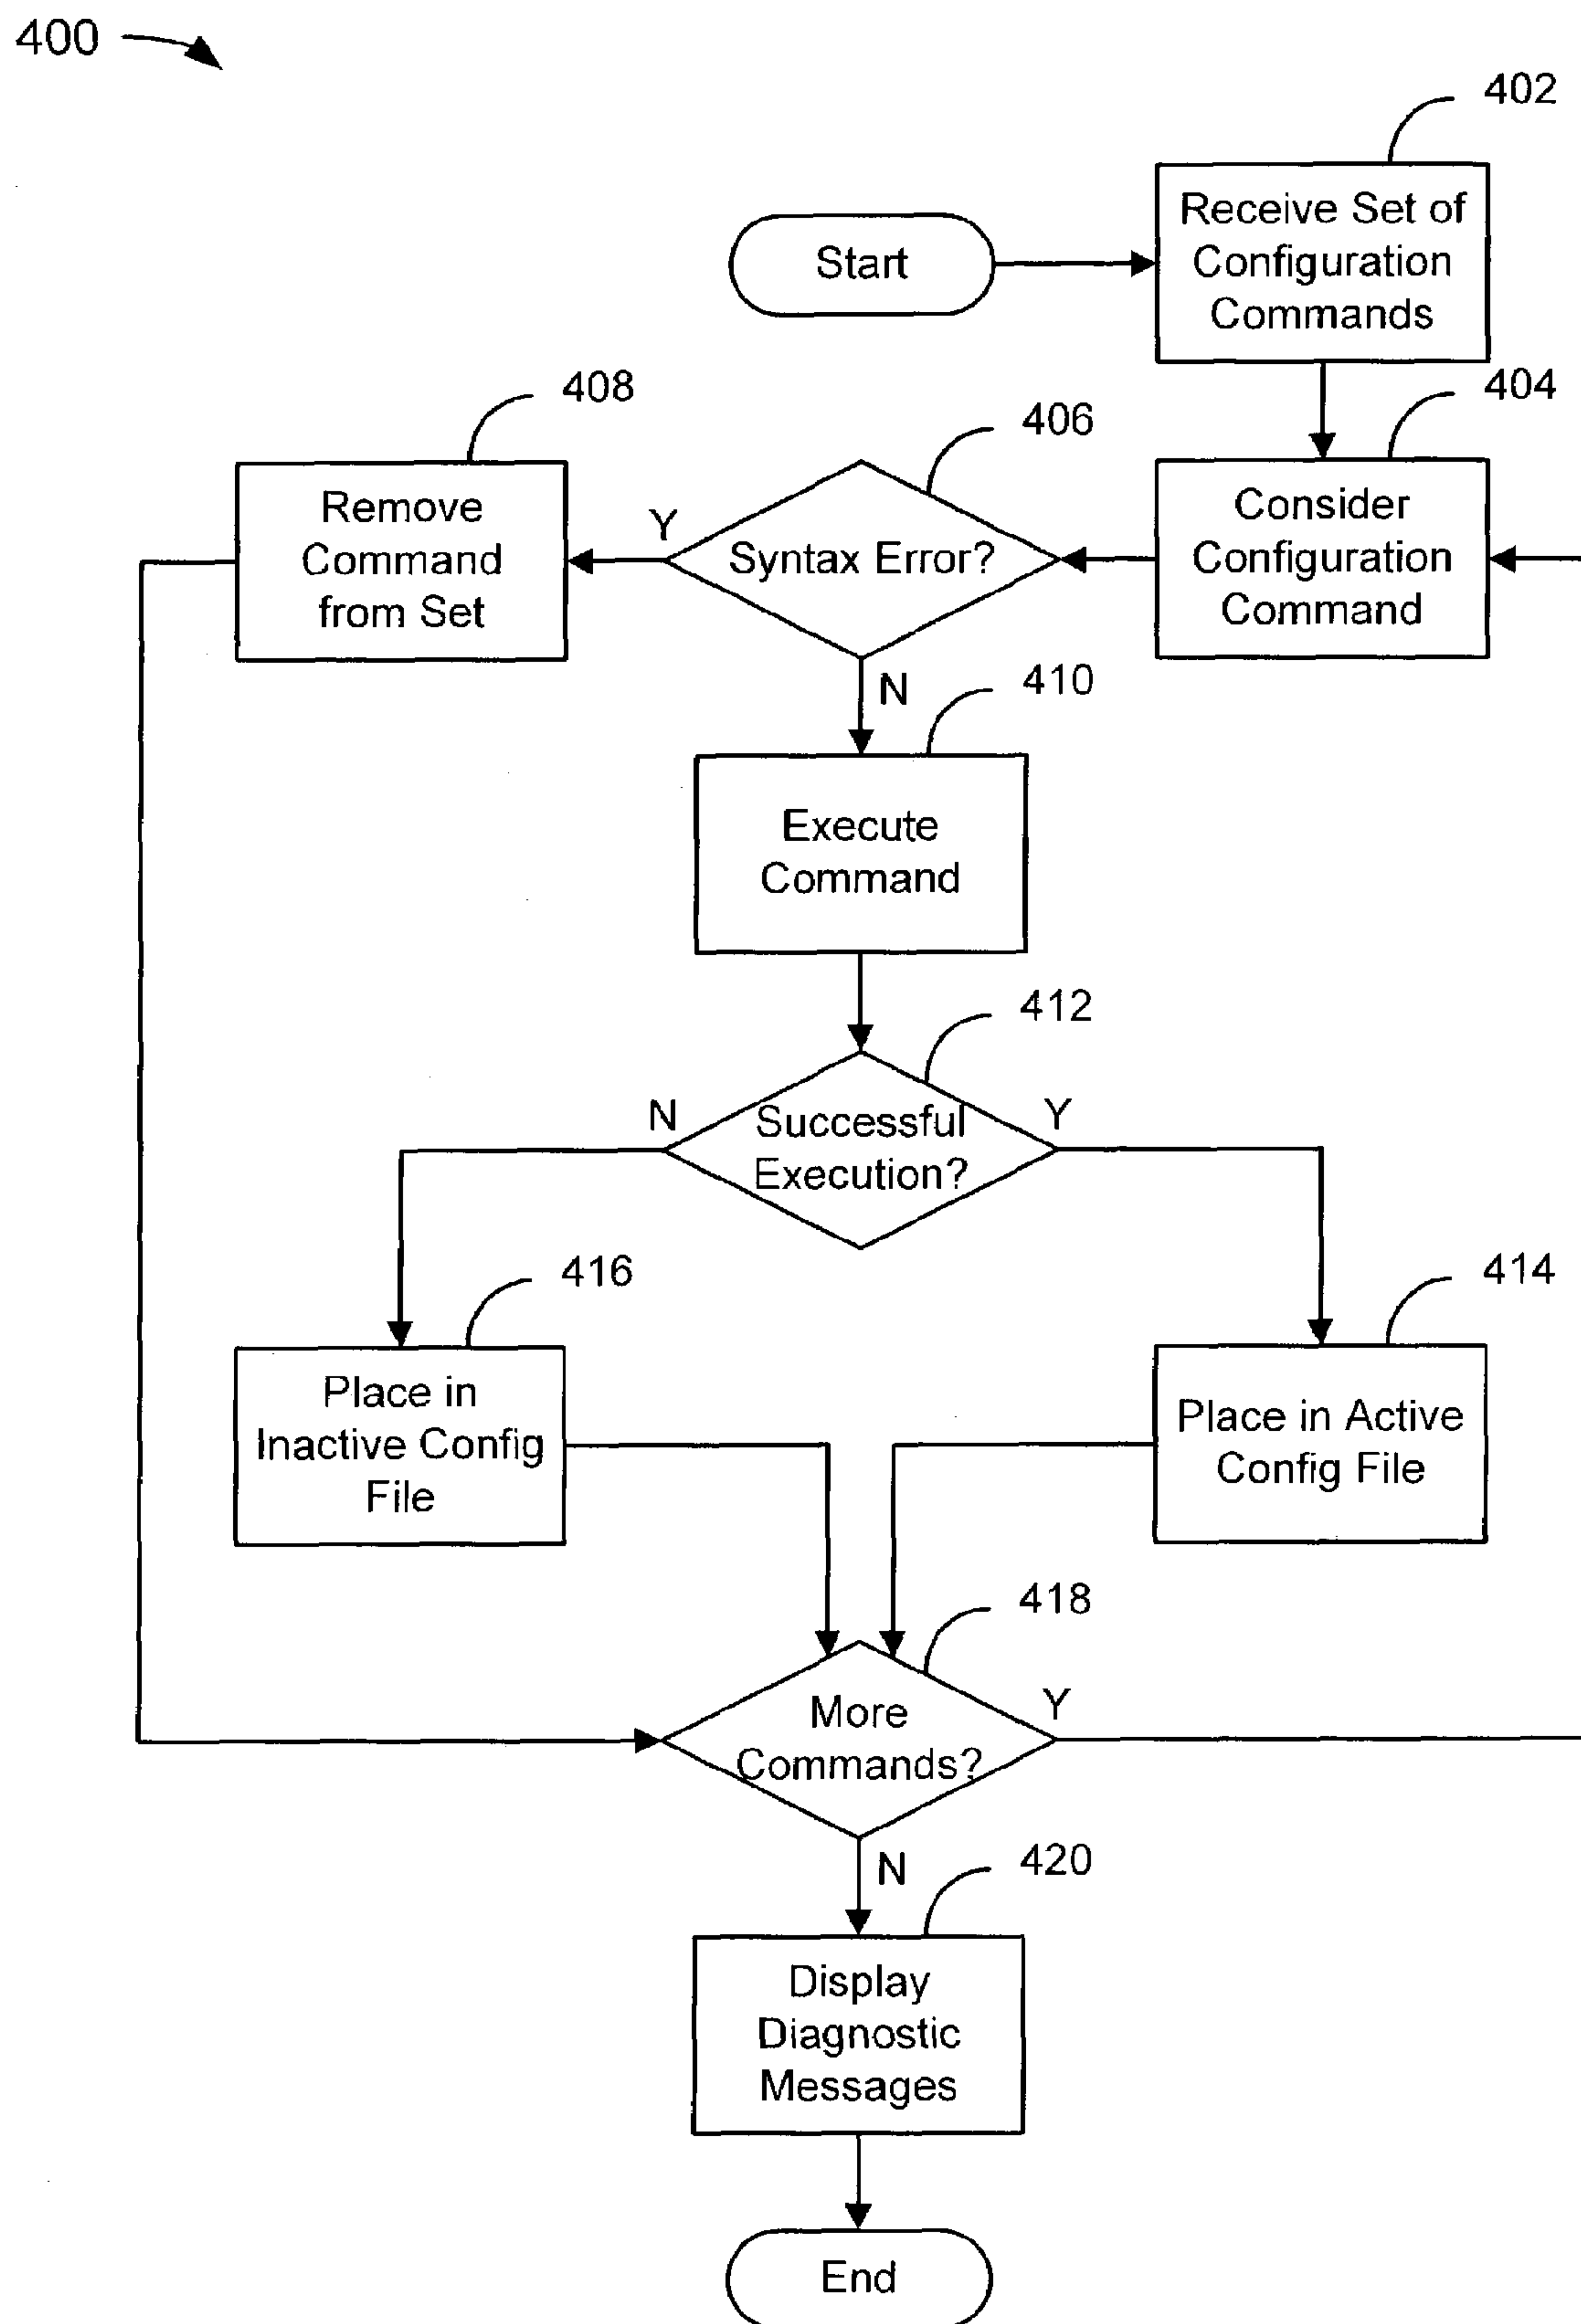 400
402
Receive Set of
Configuration
Commands
Start
408
406
404
Remove
Command
from Set
Y
Syntax Error?
Consider
Configuration
Command
N
410
Execute
Command
412
N
Successful
Execution?
Y
416
414
Place in
Inactive Config
File
Place in Active
Config File
418
More
Commands?
Y
N
420
Display
Diagnostic
Messages
End